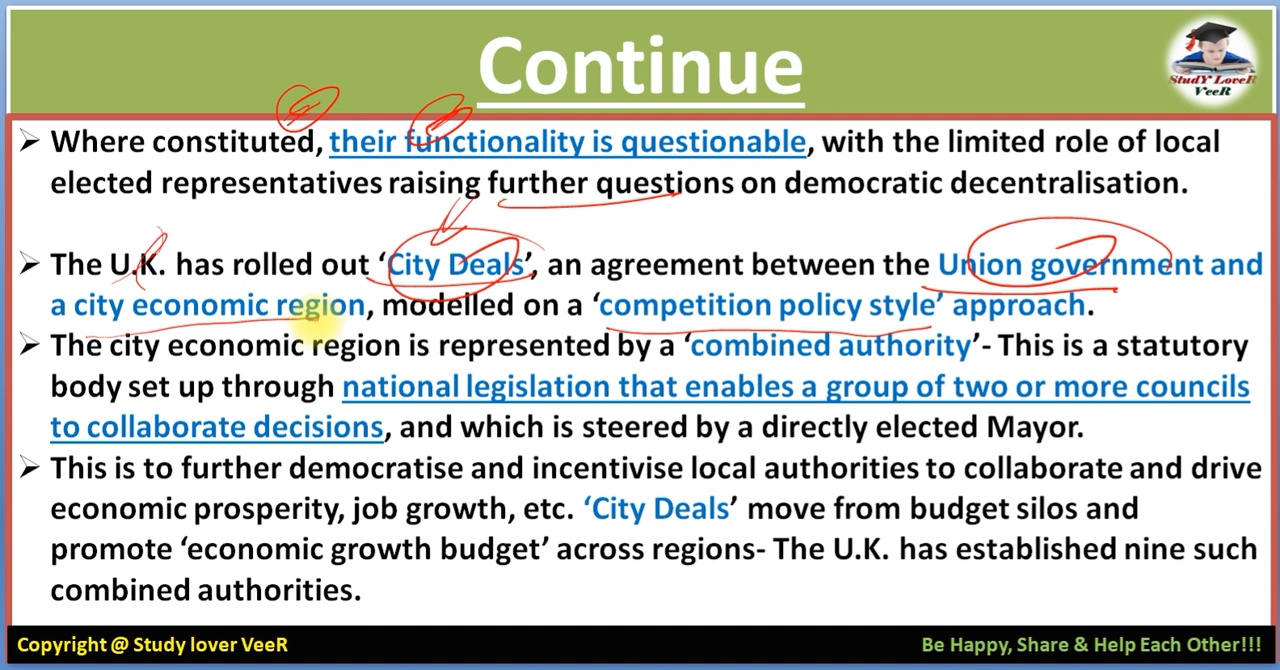 Continue
StudY LoveR
VeeR
➢ Where constituted, their functionality is questionable, with the limited role of local
elected representatives raising further questions on democratic decentralisation.
➢ The U.K. has rolled out ‘City Deals’, an agreement between the Union government and
a city economic region, modelled on a ‘competition policy style’ approach.
➢ The city economic region is represented by a ‘combined authority’- This is a statutory
body set up through national legislation that enables a group of two or more councils
to collaborate decisions, and which is steered by a directly elected Mayor.
➢ This is to further democratise and incentivise local authorities to collaborate and drive
economic prosperity, job growth, etc. ‘City Deals’ move from budget silos and
promote ‘economic growth budget’ across regions- The U.K. has established nine such
combined authorities.
Copyright @ Study lover VeeR
Be Happy, Share & Help Each Other!!!